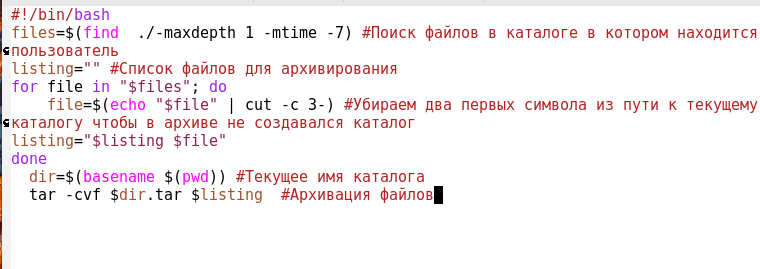 #!/bin/bash
files=$(find  ./-maxdepth 1 -mtime -7) #Поиск файлов в каталоге в котором находится
пользователь
listing="" #Список файлов для архивирования
for file in "$files"; do
    file=$(echo "$file" | cut -c 3-) #Убираем два первых символа из пути к текущему
каталогу чтобы в архиве не создавался каталог
listing="$listing $file"
done
  dir=$(basename $(pwd)) #Текущее имя каталога
  tar -cvf $dir.tar $listing  #Архивация файлов